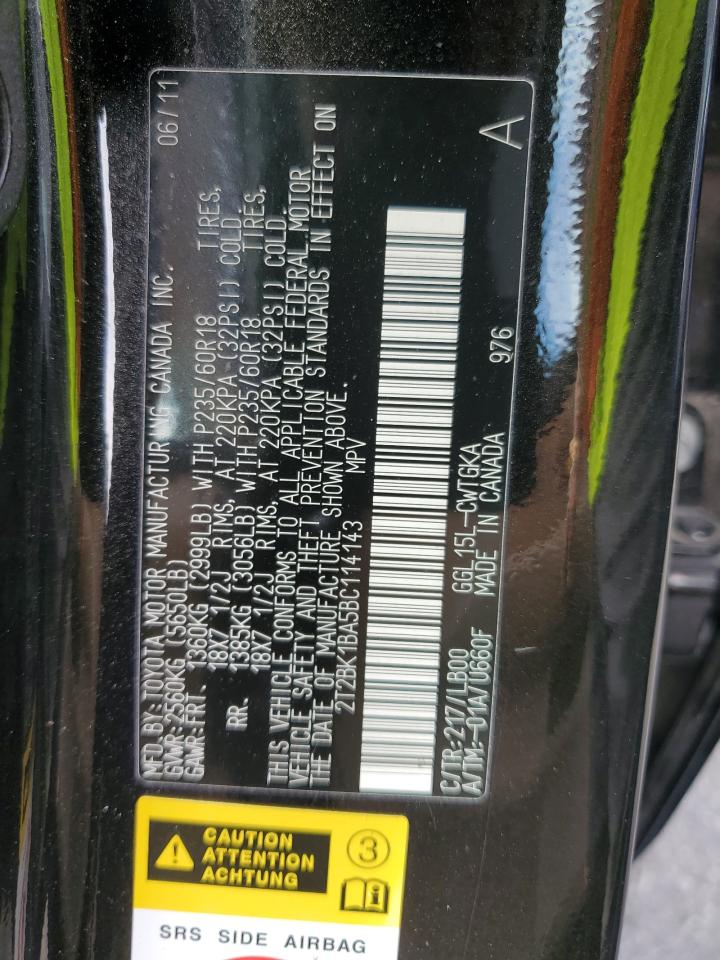 MFD.BY:TOYOTA MOTOR MANUFACTURING CANADA INC. 06/11
GVWR:2560KG (5650LB)
GAWR:FRT. 1360KG (2999LB) WITH P235/60R18 TIRES,
18X7 1/2J RIMS, AT 220KPA (32PSI) COLD
RR. 1385KG (3056LB) WITH P235/60R18 TIRES,
18X7 1/2J RIMS, AT 220KPA (32PSI) COLD.
THIS VEHICLE CONFORMS TO ALL APPLICABLE FEDERAL MOTOR
VEHICLE SAFETY AND THEFT PREVENTION STANDARDS IN EFFECT ON
THE DATE OF MANUFACTURE SHOWN ABOVE.
2T2BK1BA5BC114143 MPV
C/TR:217/LB00 GGL15L-CWTGKA
A/TM:-01A/U660F MADE IN CANADA 976 A
CAUTION
ATTENTION
ACHTUNG
3
SRS SIDE AIRBAG